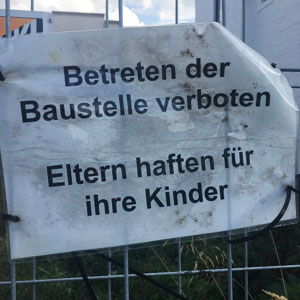 Betreten der
Baustelle verboten
Eltern haften für
ihre Kinder